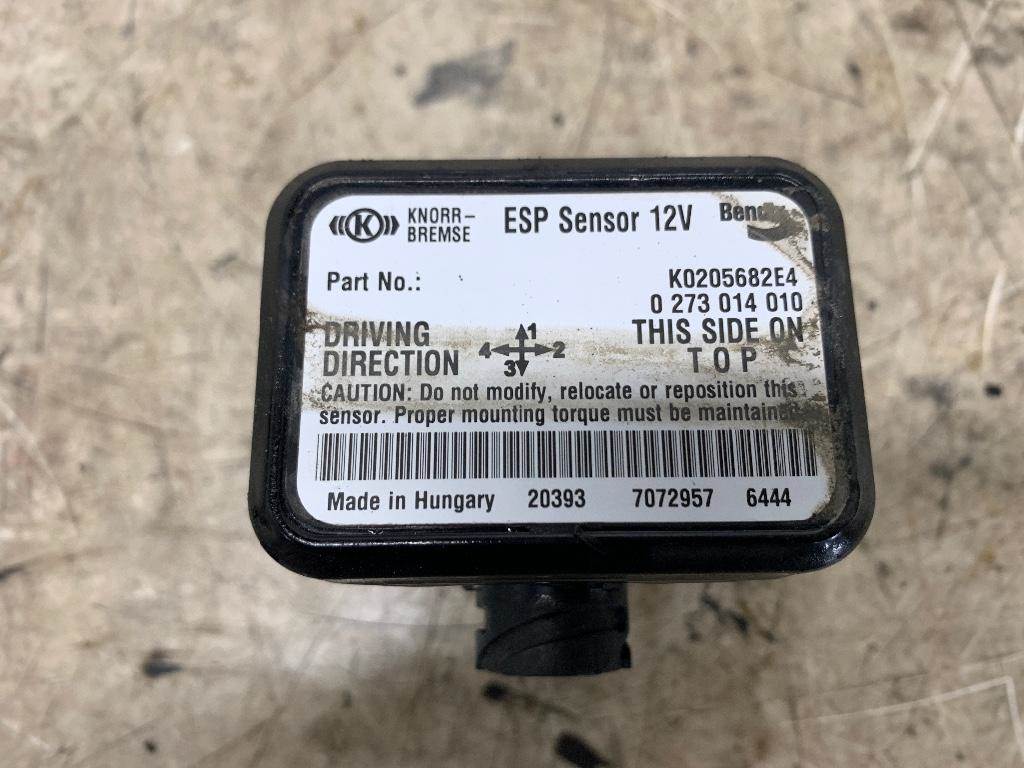 K KNORR-
BREMSE
ESP Sensor 12V
Part No.: K0205682E4
0 273 014 010
DRIVING
DIRECTION
1
4 2
3
THIS SIDE ON
TOP
CAUTION: Do not modify, relocate or reposition this
sensor. Proper mounting torque must be maintained
Made in Hungary 20393 7072957 6444